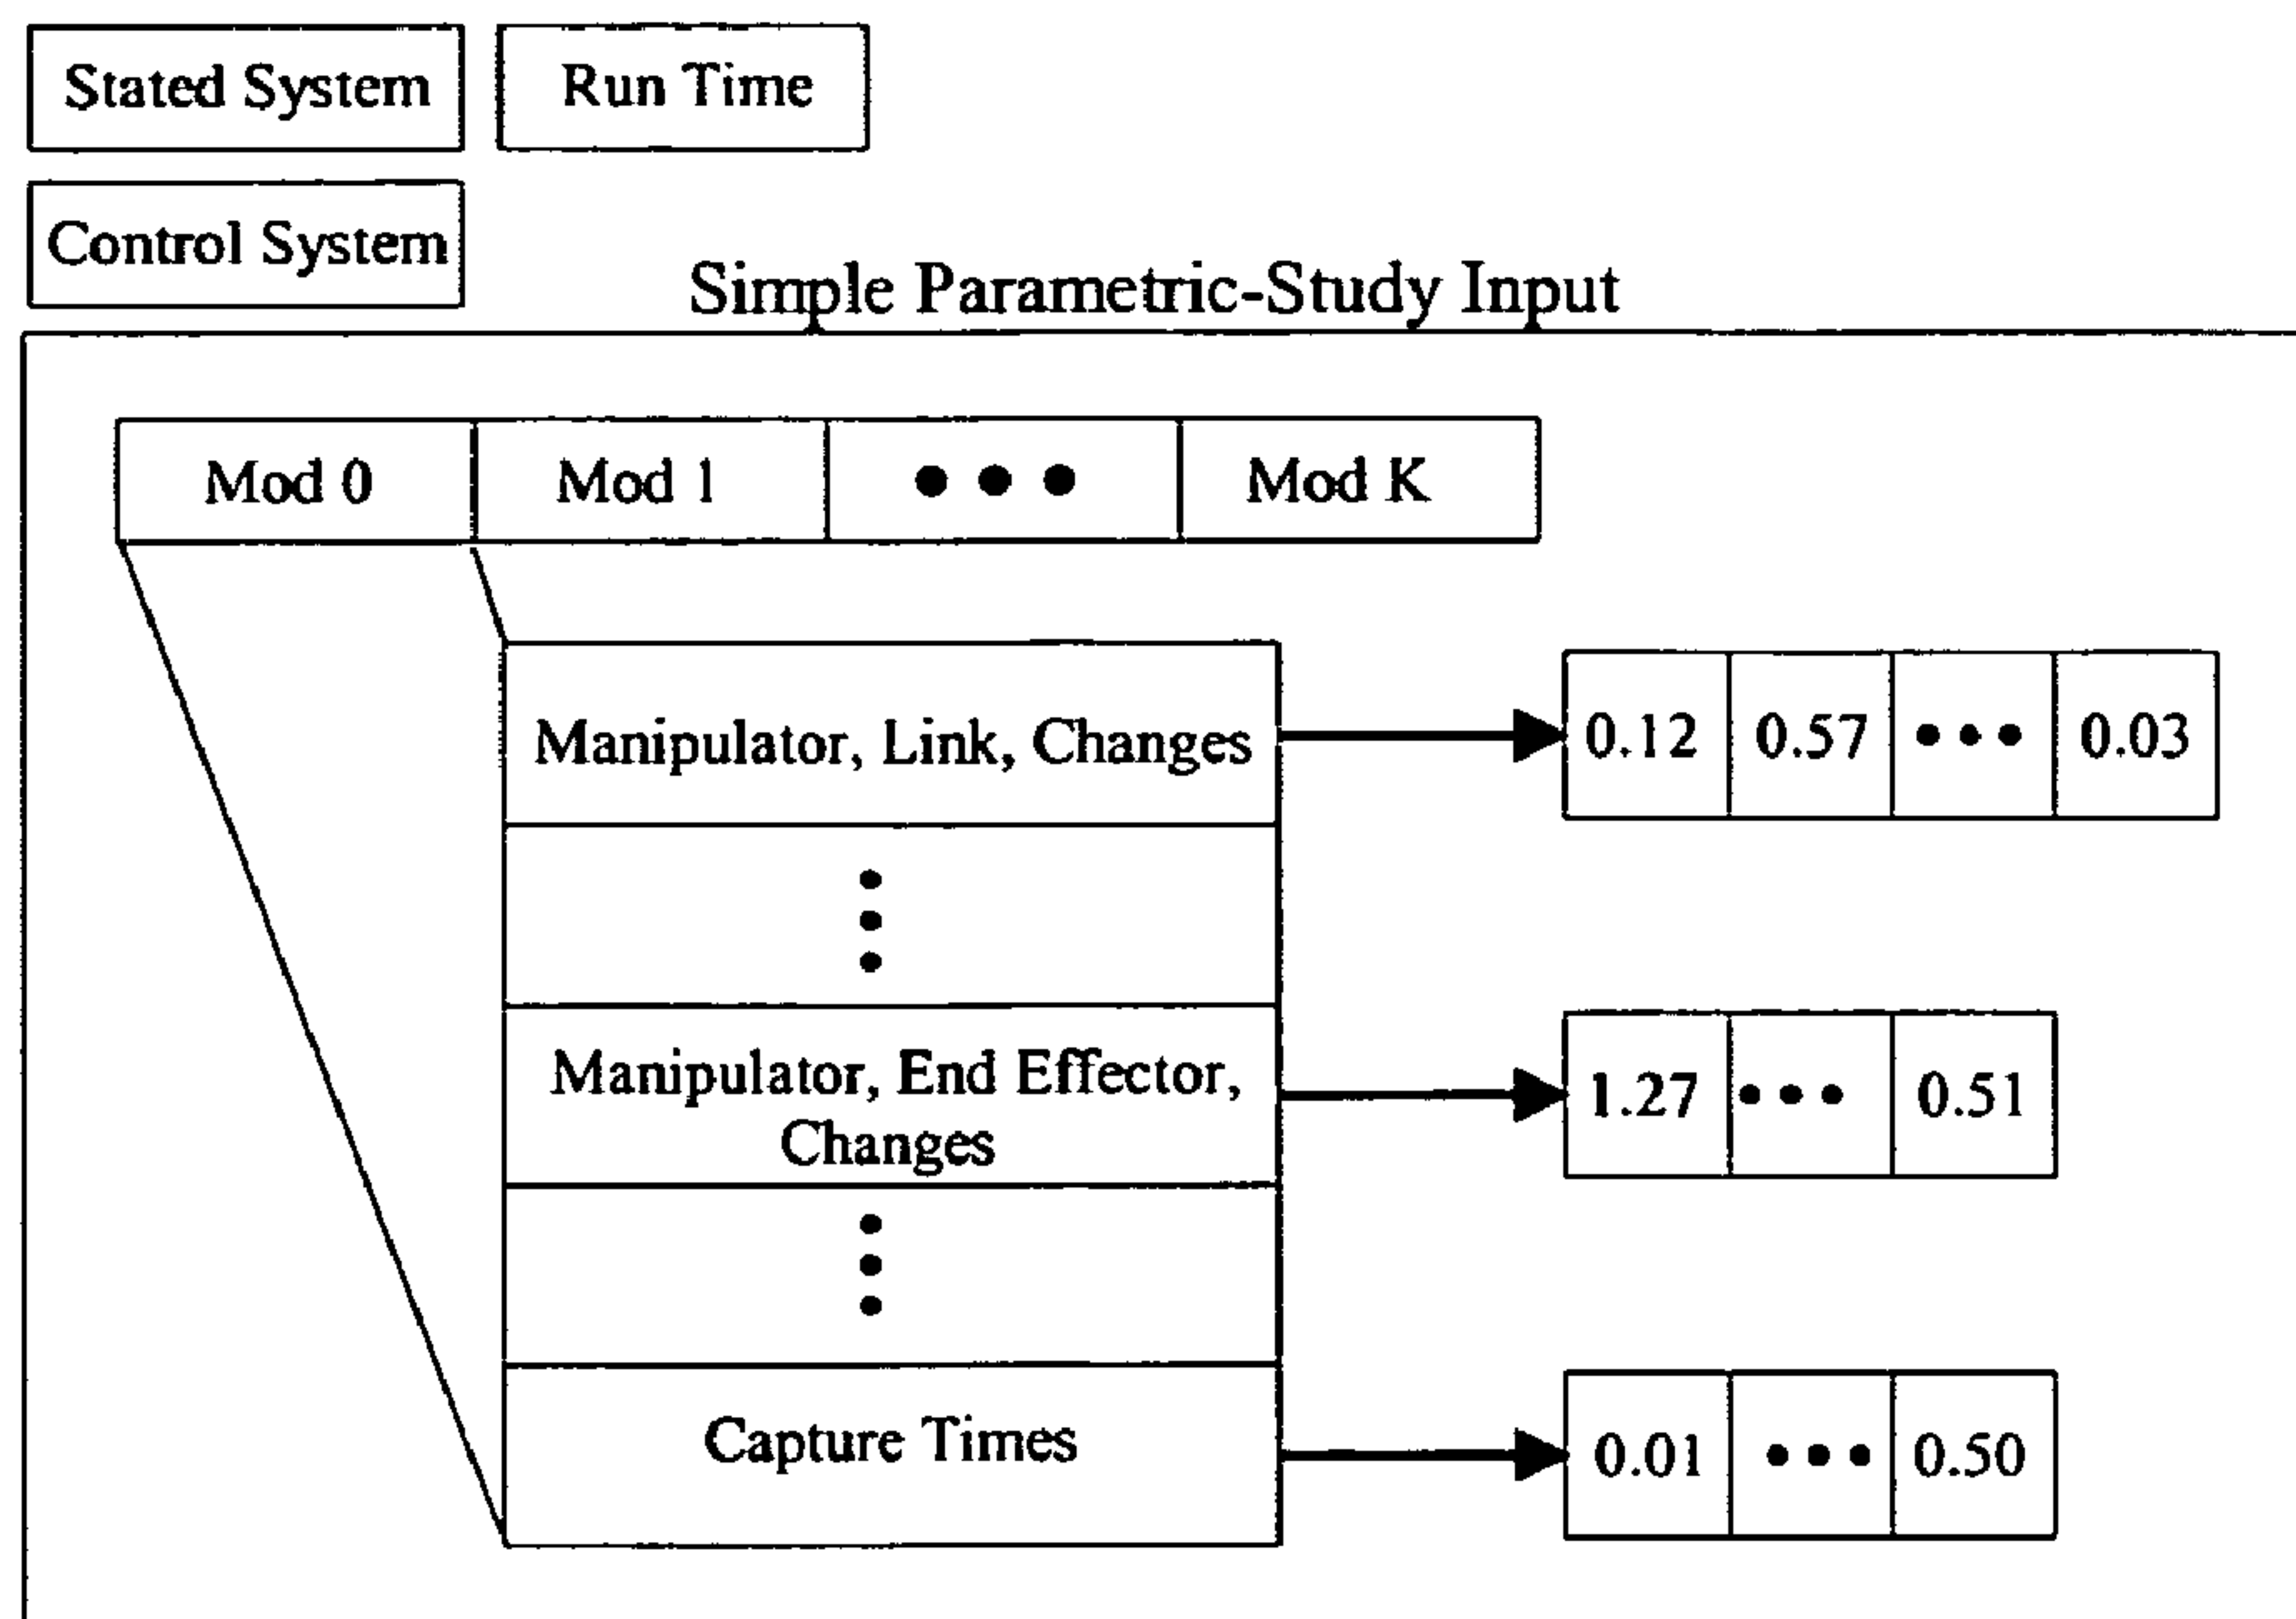 Stated System
Run Time
Control System
Simple Parametric-Study Input
Mod 0
Mod 1
● ● ●
Mod K
Manipulator, Link, Changes
0.12
0.57
● ● ●
0.03
Manipulator, End Effector,
Changes
1.27
● ● ●
0.51
Capture Times
0.01
● ● ●
0.50